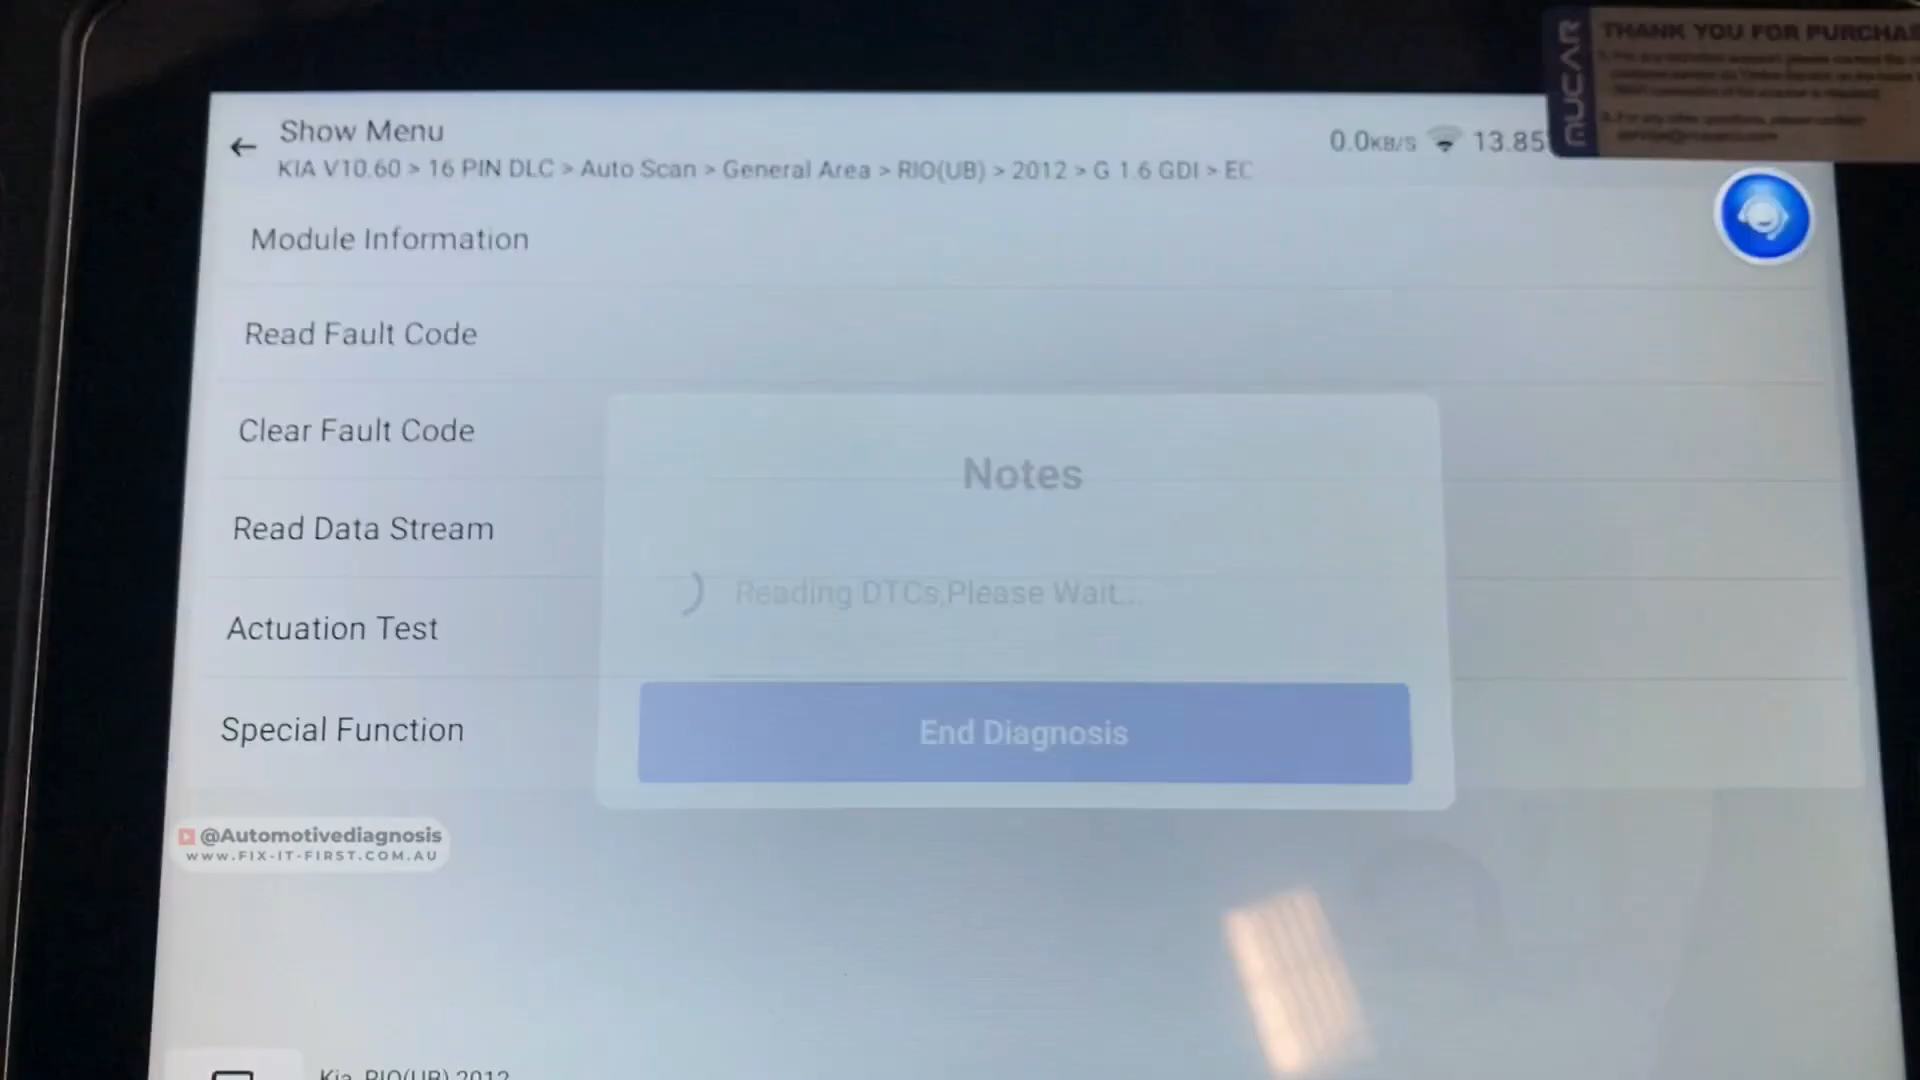 THANK YOU FOR PURCHA
MUCAR
Show Menu
0.0KB/S
13.85
KIA V10.60 > 16 PIN DLC > Auto Scan > General Area > RIO(UB) > 2012 > G 1.6 GDI > EC
Module Information
Read Fault Code
Clear Fault Code
Notes
Read Data Stream
Reading DTCs,Please Wait...
Actuation Test
Special Function
End Diagnosis
@Automotivediagnosis
WWW.FIX-IT-FIRST.COM.AU
Kia RIO(UB) 2012